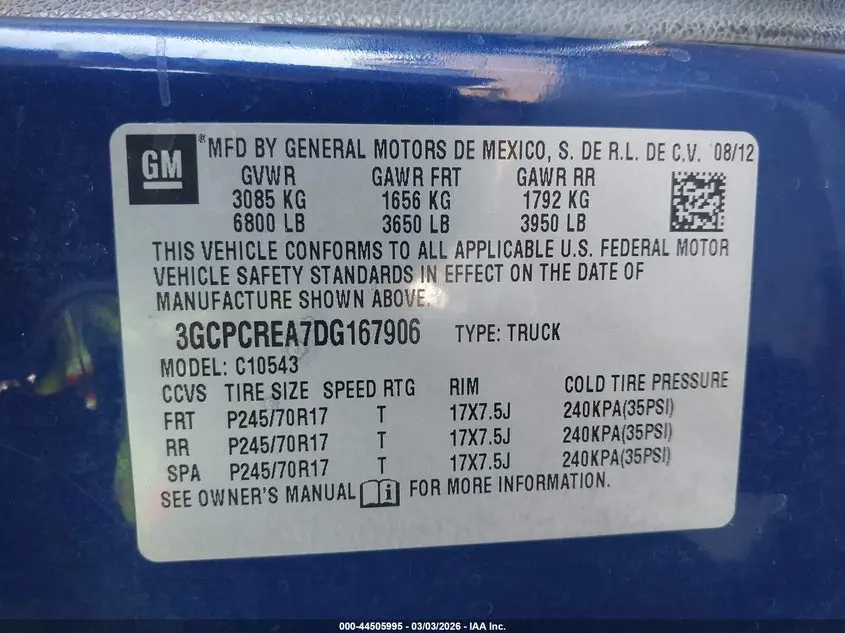 GM ® MFD BY GENERAL MOTORS DE MEXICO, S. DE R.L. DE C.V. 08/12
GVWR GAWR FRT GAWR RR
3085 KG 1656 KG 1792 KG
6800 LB 3650 LB 3950 LB
THIS VEHICLE CONFORMS TO ALL APPLICABLE U.S. FEDERAL MOTOR
VEHICLE SAFETY STANDARDS IN EFFECT ON THE DATE OF
MANUFACTURE SHOWN ABOVE.
3GCPCREA7DG167906 TYPE: TRUCK
MODEL: C10543
CCVS TIRE SIZE SPEED RTG RIM COLD TIRE PRESSURE
FRT P245/70R17 T 17X7.5J 240KPA(35PSI)
RR P245/70R17 T 17X7.5J 240KPA(35PSI)
SPA P245/70R17 T 17X7.5J 240KPA(35PSI)
SEE OWNER'S MANUAL i FOR MORE INFORMATION.
000-44505995 - 03/03/2026 - IAA Inc.